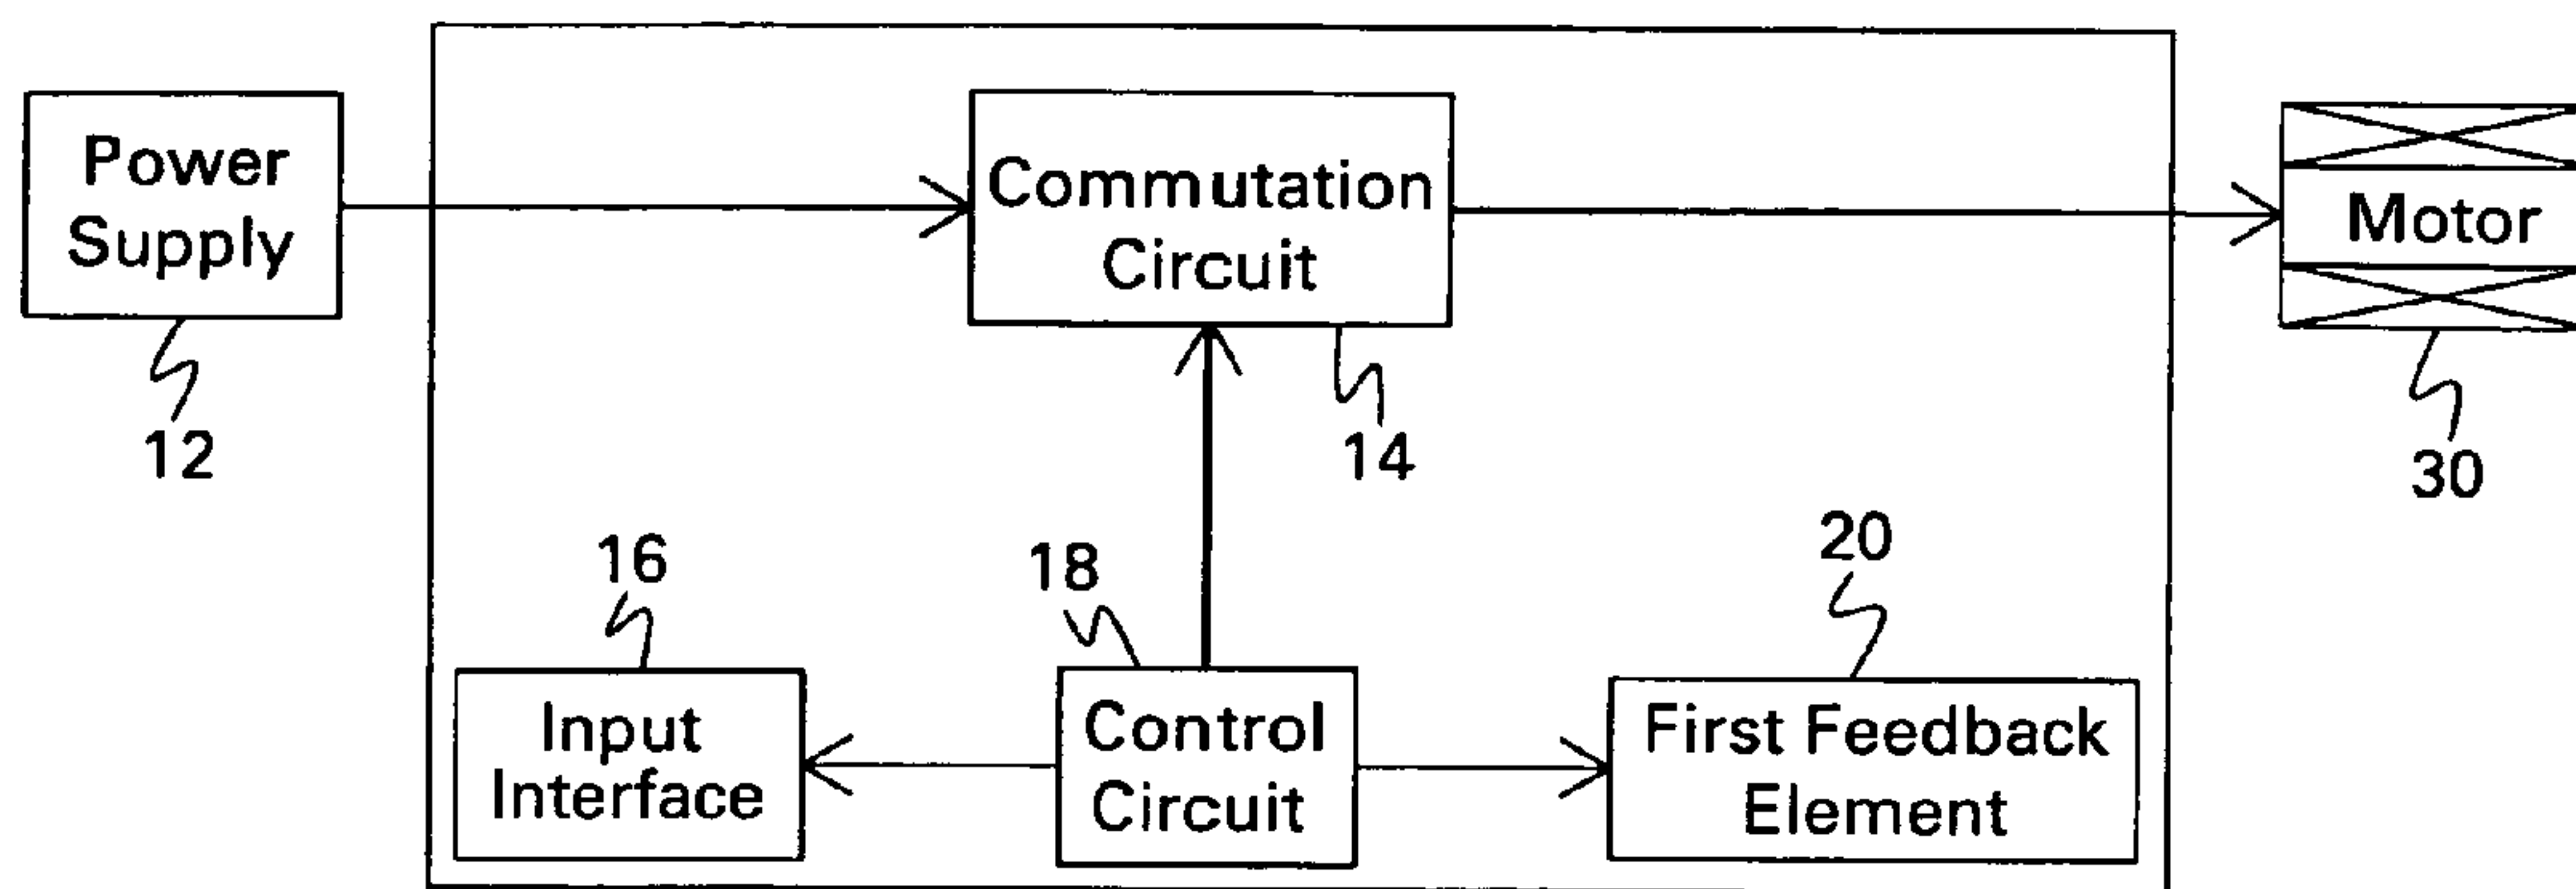 Power
Supply
12
Commutation
Circuit
14
Motor
30
16
Input
Interface
18
Control
Circuit
20
First Feedback
Element